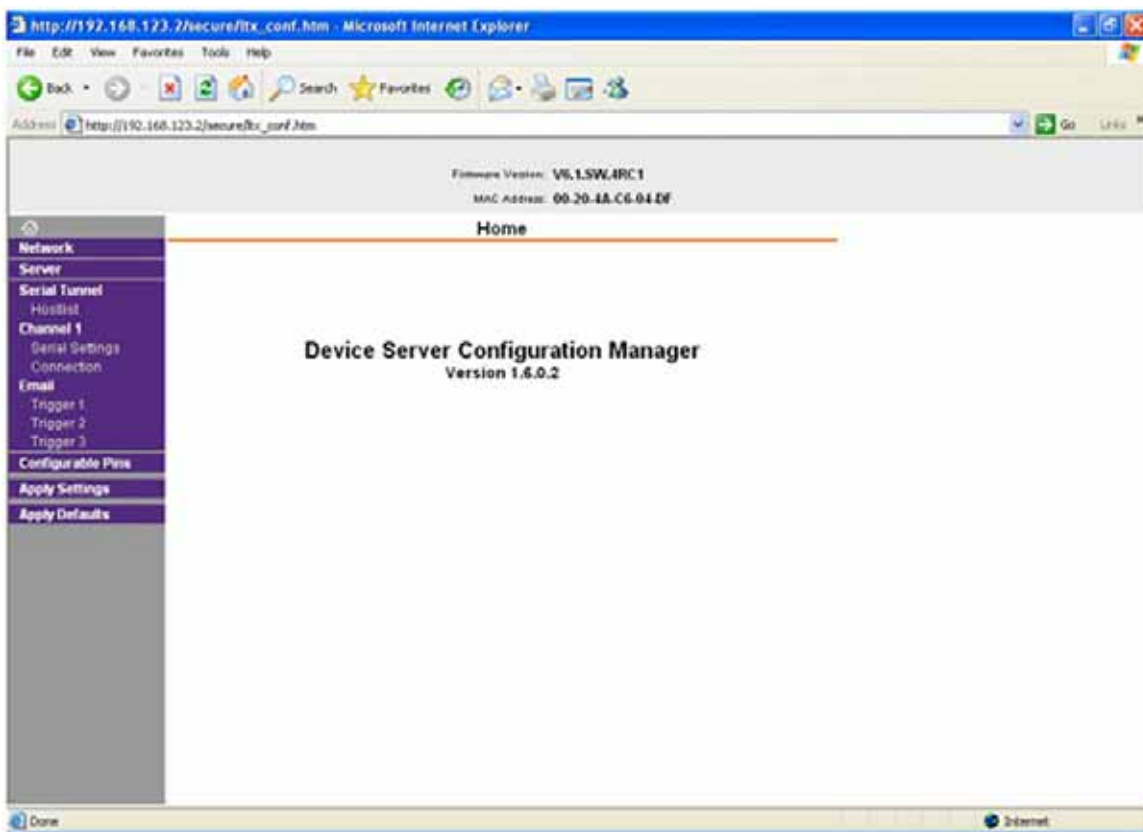 http://192.168.123.2/secure/ltx_conf.htm - Microsoft Internet Explorer
File Edit View Favorites Tools Help
Back Search Favorites
Address http://192.168.123.2/secure/ltx_conf.htm Go Links
Firmware Version: V6.1.SW.4RC1
MAC Address: 00-20-4A-C6-04-DF
Home
Network
Server
Serial Tunnel
Hostlist
Channel 1
Serial Settings
Connection
Email
Trigger 1
Trigger 2
Trigger 3
Configurable Pins
Apply Settings
Apply Defaults
Device Server Configuration Manager
Version 1.6.0.2
Done Internet